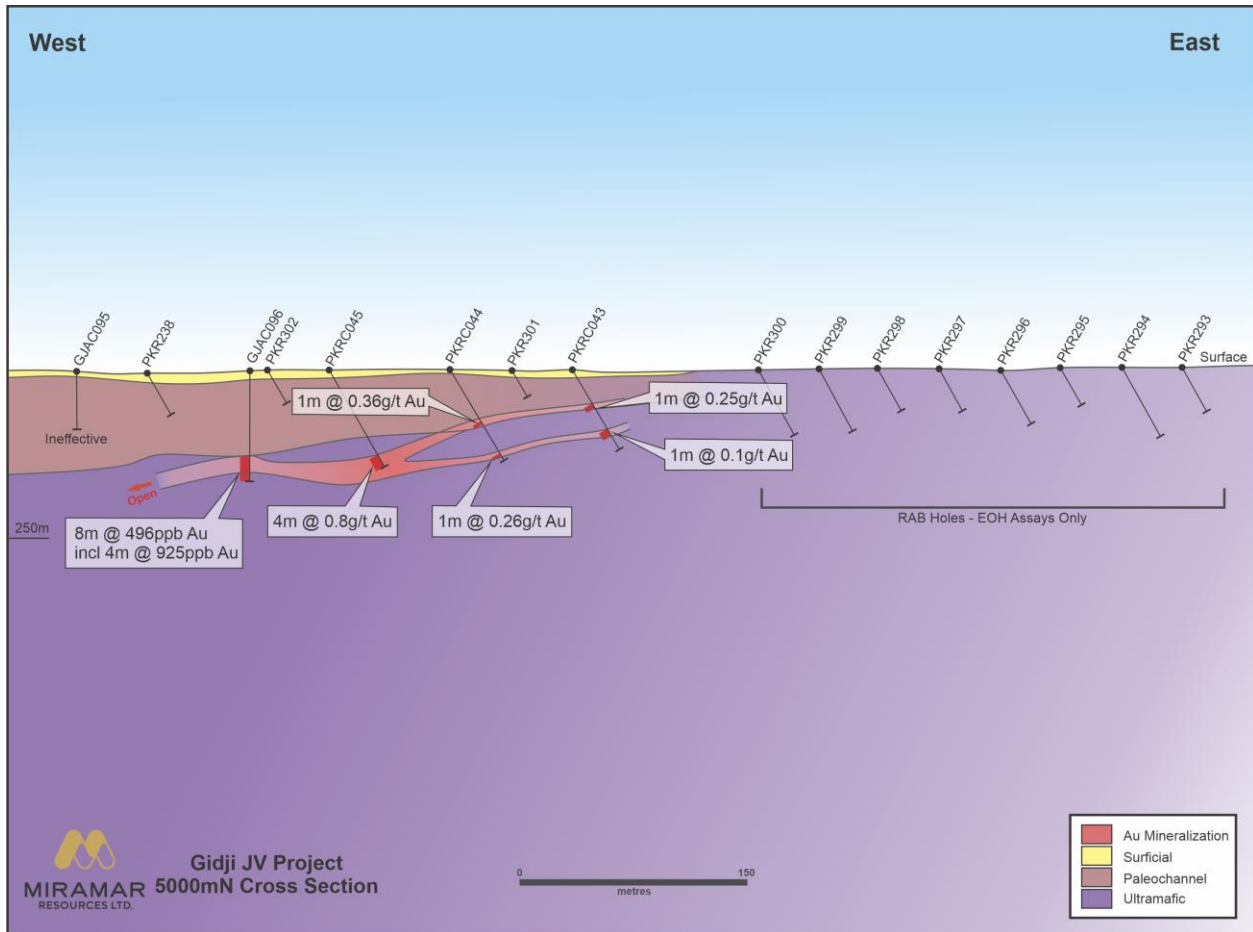 West
East
GJAC095
PKR238
GJAC096
PKR302
PKRC045
PKRC044
PKR301
PKRC043
PKR300
PKR299
PKR298
PKR297
PKR296
PKR295
PKR294
PKR293
Surface
1m @ 0.36g/t Au
1m @ 0.25g/t Au
Ineffective
1m @ 0.1g/t Au
Open
4m @ 0.8g/t Au
1m @ 0.26g/t Au
RAB Holes - EOH Assays Only
250m
8m @ 496ppb Au
incl 4m @ 925ppb Au
MIRAMAR
RESOURCES LTD.
Gidji JV Project
5000mN Cross Section
0
150
metres
Au Mineralization
Surficial
Paleochannel
Ultramafic